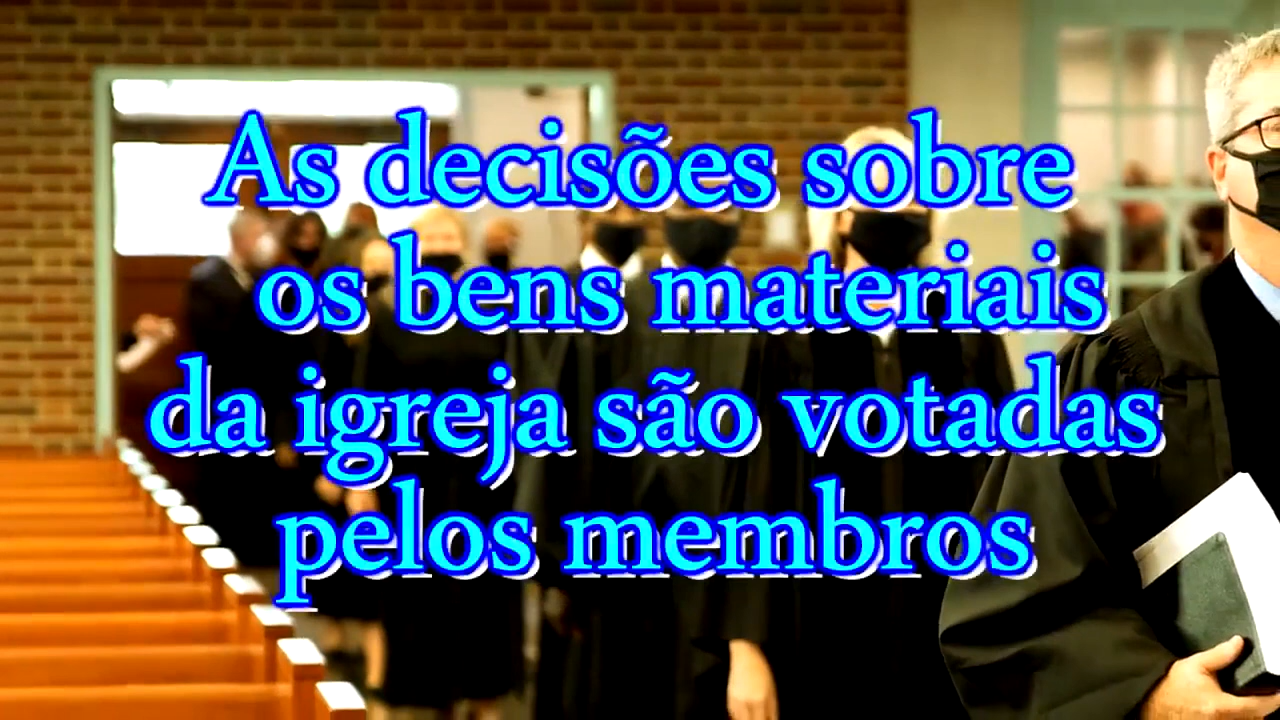 As decisões sobre
os bens materiais
da igreja são votadas
pelos membros